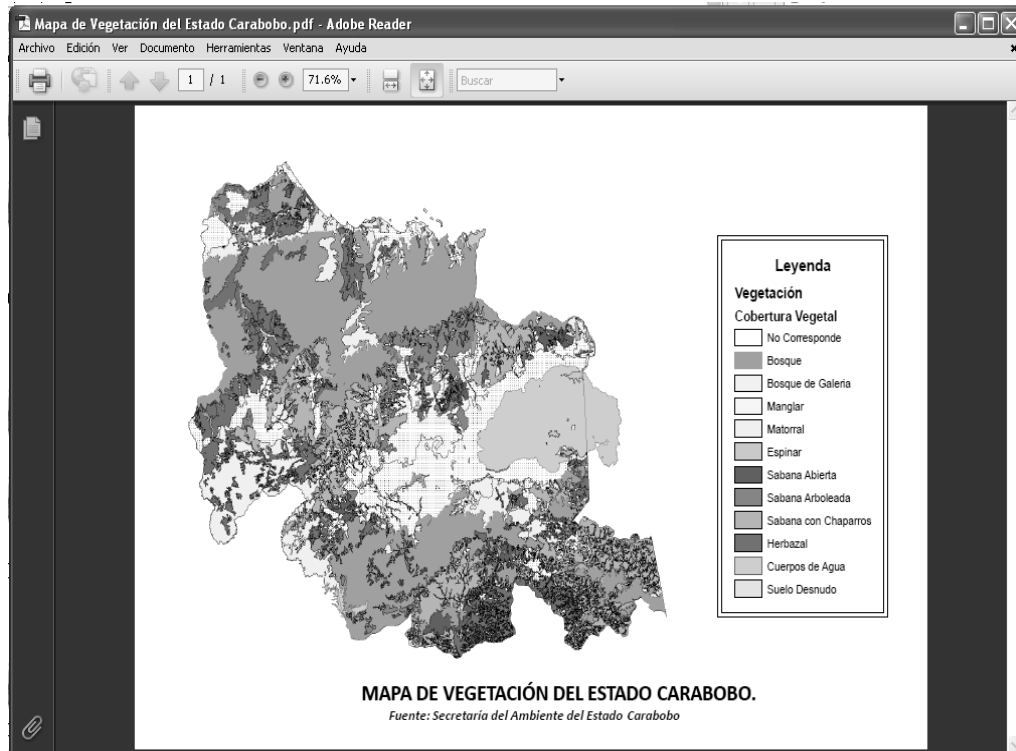 Mapa de Vegetación del Estado Carabobo.pdf - Adobe Reader
Archivo Edición Ver Documento Herramientas Ventana Ayuda
1 / 1 71.6% Buscar
Leyenda
Vegetación
Cobertura Vegetal
No Corresponde
Bosque
Bosque de Galeria
Manglar
Matorral
Espinar
Sabana Abierta
Sabana Arboleada
Sabana con Chaparros
Herbazal
Cuerpos de Agua
Suelo Desnudo
MAPA DE VEGETACIÓN DEL ESTADO CARABOBO.
Fuente: Secretaría del Ambiente del Estado Carabobo